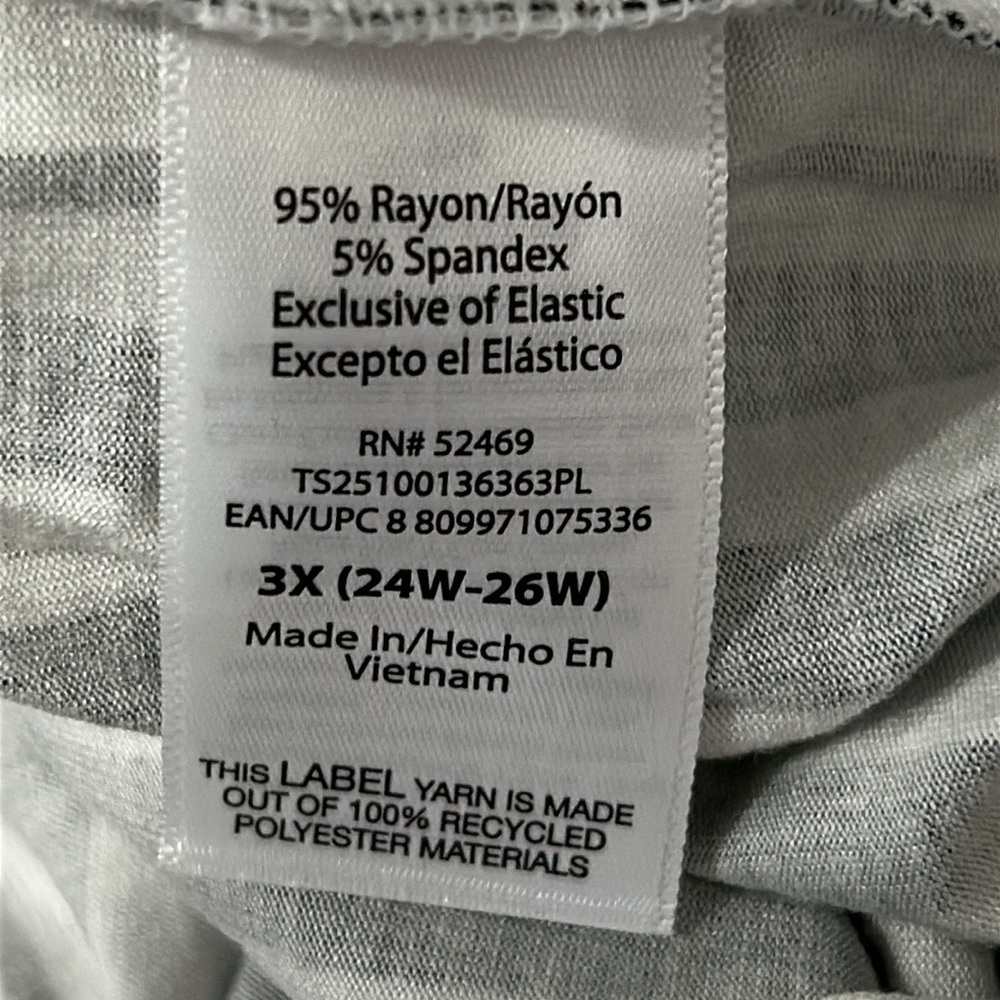 95% Rayon/Rayón
5% Spandex
Exclusive of Elastic
Excepto el Elástico
RN# 52469
TS25100136363PL
EAN/UPC 8 809971075336
3X (24W-26W)
Made In/Hecho En
Vietnam
THIS LABEL YARN IS MADE
OUT OF 100% RECYCLED
POLYESTER MATERIALS